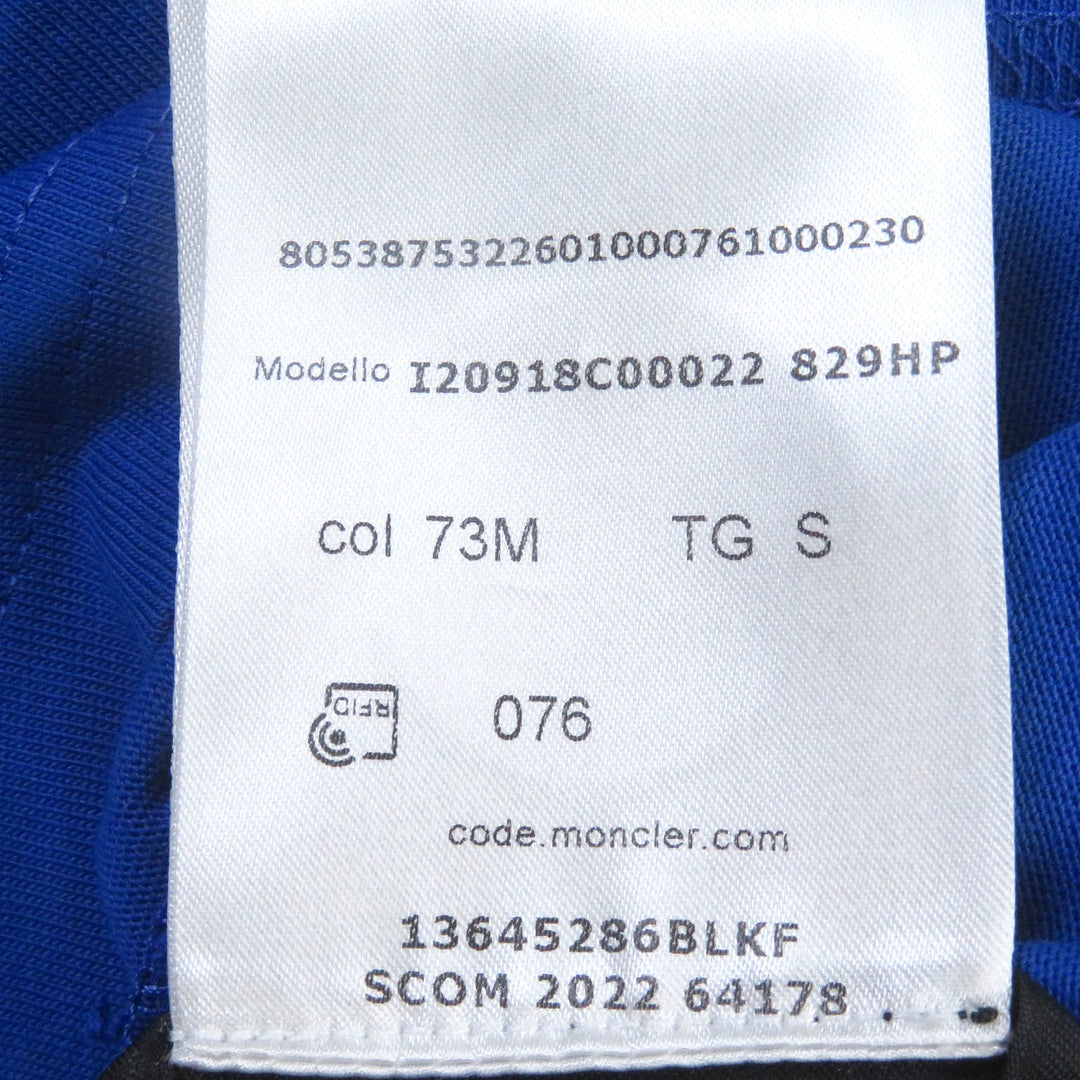 8053875322601000761000230
Modello I20918C00022 829HP
col 73M TG S
RFID 076
code.moncler.com
13645286BLKF
SCOM 2022 64178